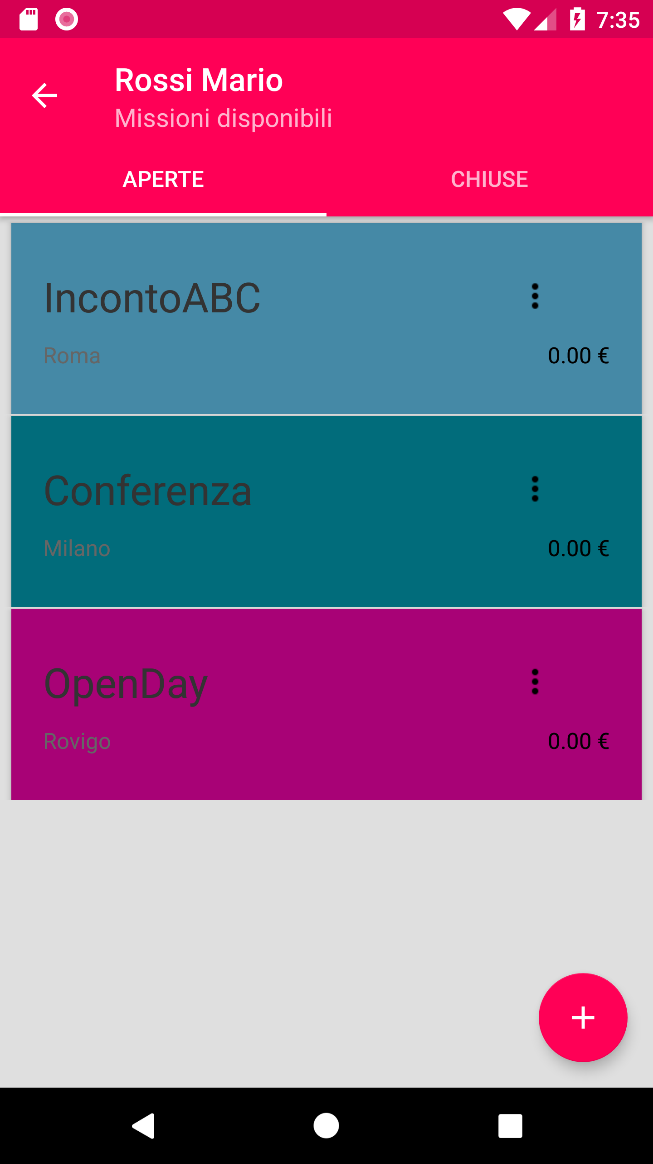 7:35
Rossi Mario
Missioni disponibili
APERTE
CHIUSE
IncontoABC
Roma
0.00 €
Conferenza
Milano
0.00 €
OpenDay
Rovigo
0.00 €